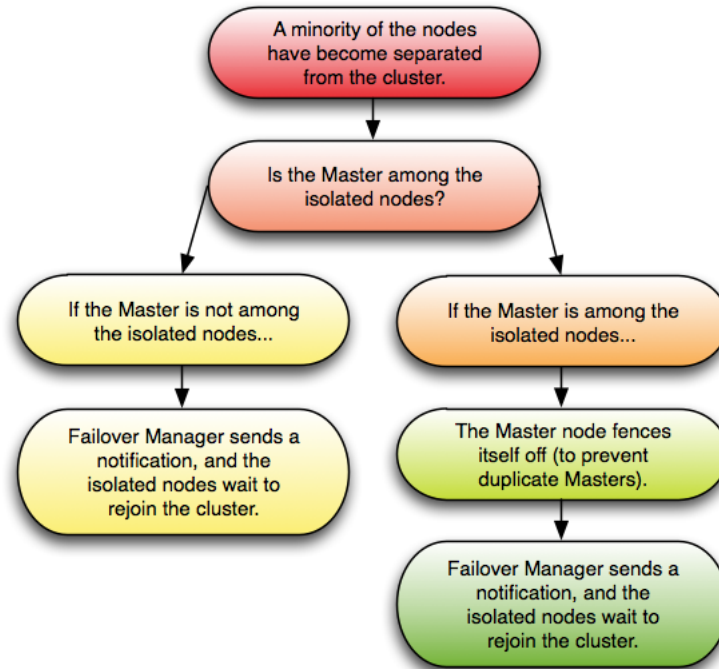 A minority of the nodes
have become separated
from the cluster.
Is the Master among the
isolated nodes?
If the Master is not among
the isolated nodes...
If the Master is among the
isolated nodes...
Failover Manager sends a
notification, and the
isolated nodes wait to
rejoin the cluster.
The Master node fences
itself off (to prevent
duplicate Masters).
Failover Manager sends a
notification, and the
isolated nodes wait to
rejoin the cluster.